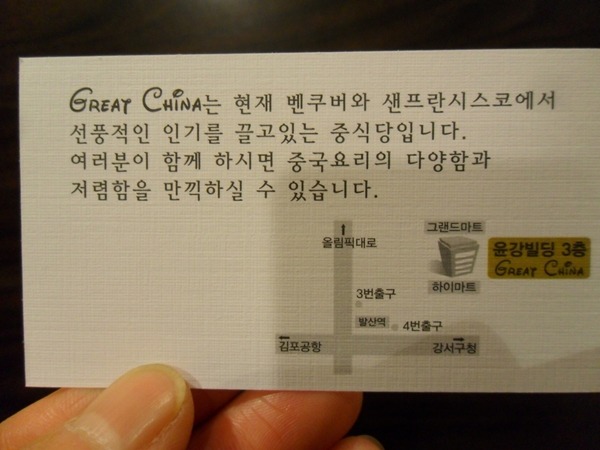 GREAT CHINA는 현재 벤쿠버와 샌프란시스코에서
선풍적인 인기를 끌고있는 중식당입니다.
여러분이 함께 하시면 중국요리의 다양함과
저렴함을 만끽하실 수 있습니다.
올림픽대로
그랜드마트
윤강빌딩 3층
GREAT CHINA
하이마트
3번출구
발산역
4번출구
김포공항
강서구청